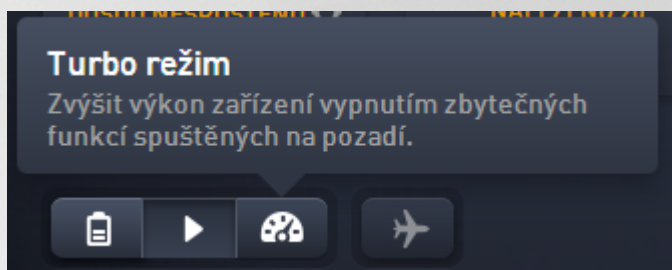 Turbo režim
Zvýšit výkon zařízení vypnutím zbytečných
funkcí spuštěných na pozadí.